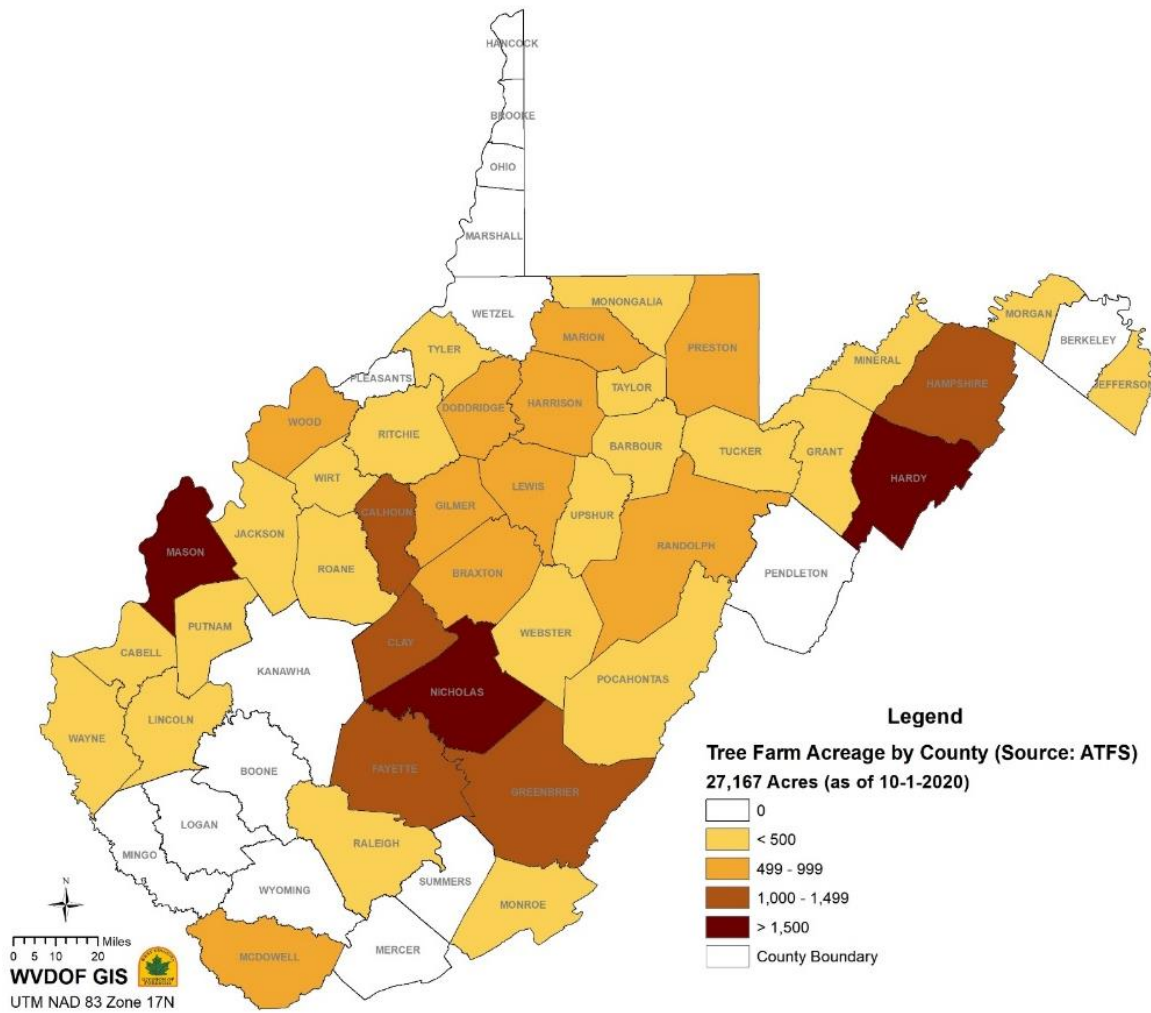 HANCOCK
BROOKE
OHIO
MARSHALL
WETZEL
MONONGALIA
MORGAN
BERKELEY
MARION
PRESTON
TYLER
MINERAL
HAMPSHIRE
JEFFERSON
PLEASANTS
TAYLOR
DODDRIDGE
HARRISON
WOOD
RITCHIE
BARBOUR
TUCKER
GRANT
HARDY
WIRT
LEWIS
CALHOUN
GILMER
UPSHUR
JACKSON
RANDOLPH
MASON
ROANE
BRAXTON
PENDLETON
PUTNAM
WEBSTER
CLAY
CABELL
KANAWHA
POCAHONTAS
NICHOLAS
LINCOLN
WAYNE
BOONE
FAYETTE
GREENBRIER
LOGAN
RALEIGH
MINGO
SUMMERS
WYOMING
MONROE
MERCER
MCDOWELL
Legend
Tree Farm Acreage by County (Source: ATFS)
27,167 Acres (as of 10-1-2020)
0
< 500
499 - 999
1,000 - 1,499
> 1,500
County Boundary
N
Miles
0 5 10 20
WVDOF GIS
UTM NAD 83 Zone 17N